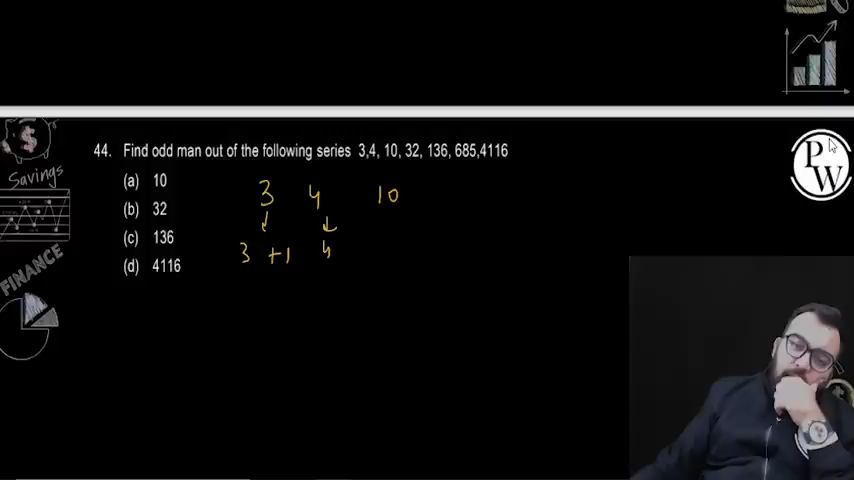 Savings
FINANCE
PW
44. Find odd man out of the following series 3,4, 10, 32, 136, 685,4116
(a) 10
(b) 32
(c) 136
(d) 4116
3 4 10
3 +1 4